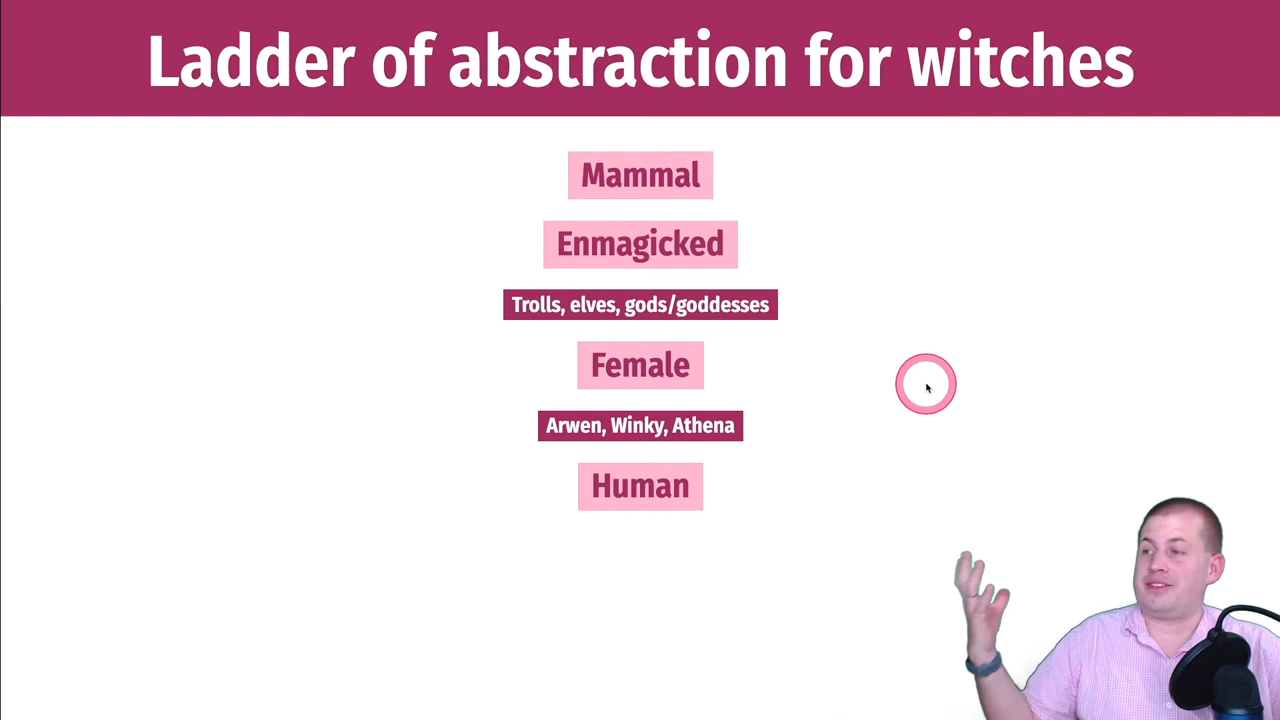 Ladder of abstraction for witches
Mammal
Enmagicked
Trolls, elves, gods/goddesses
Female
Arwen, Winky, Athena
Human